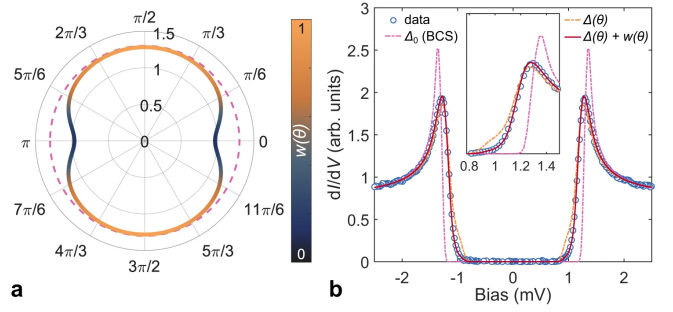 π/2
2π/3
1.5
π/3
1
5π/6
π/6
0.5
π
0
0
7π/6
11π/6
4π/3
5π/3
3π/2
1
w(θ)
0
a
3
2.5
2
1.5
1
0.5
0
dI/dV (arb. units)
data
Δ(θ)
Δ₀ (BCS)
Δ(θ) + w(θ)
0.8 1 1.2 1.4
-2 -1 0 1 2
Bias (mV)
b